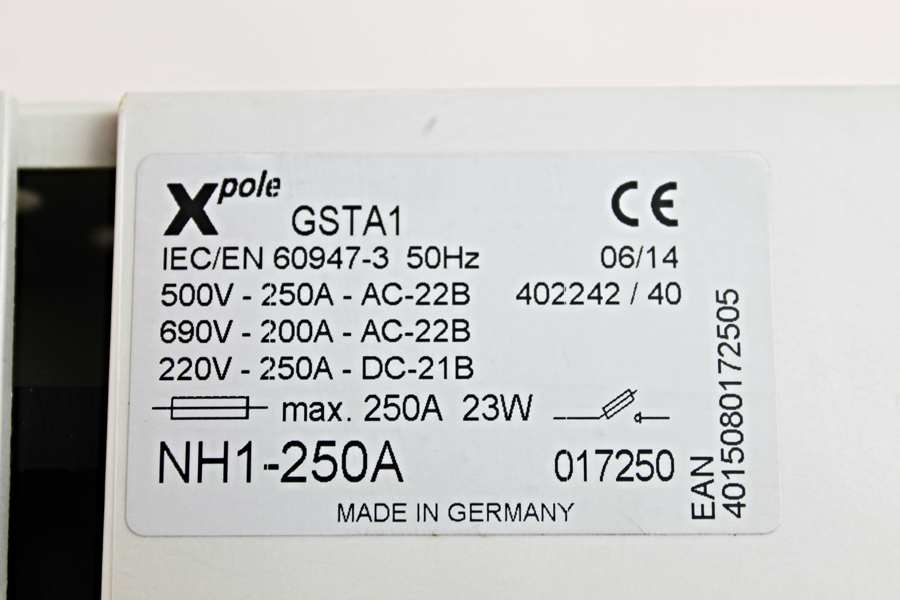 Xpole GSTA1
IEC/EN 60947-3 50Hz 06/14
500V - 250A - AC-22B 402242 / 40
690V - 200A - AC-22B
220V - 250A - DC-21B
max. 250A 23W
NH1-250A 017250
MADE IN GERMANY
CE
EAN
4015080172505